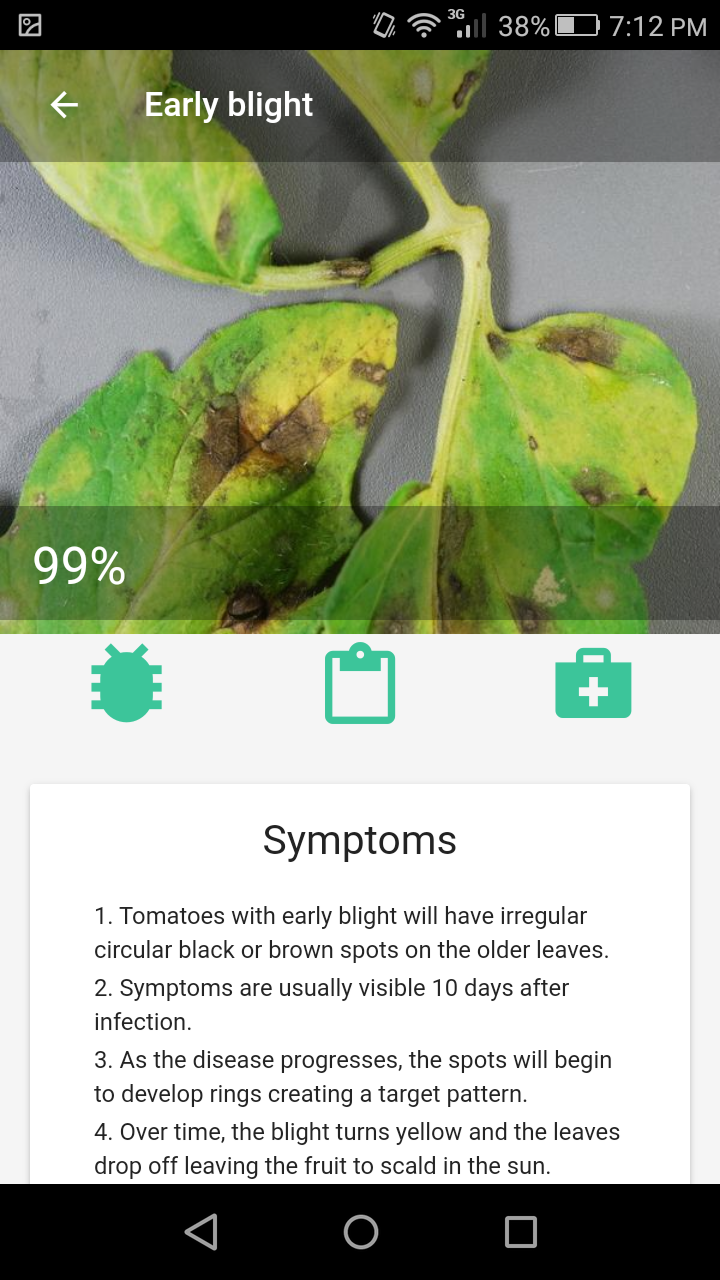 3G 38% 7:12 PM
Early blight
99%
Symptoms
1. Tomatoes with early blight will have irregular
circular black or brown spots on the older leaves.
2. Symptoms are usually visible 10 days after
infection.
3. As the disease progresses, the spots will begin
to develop rings creating a target pattern.
4. Over time, the blight turns yellow and the leaves
drop off leaving the fruit to scald in the sun.